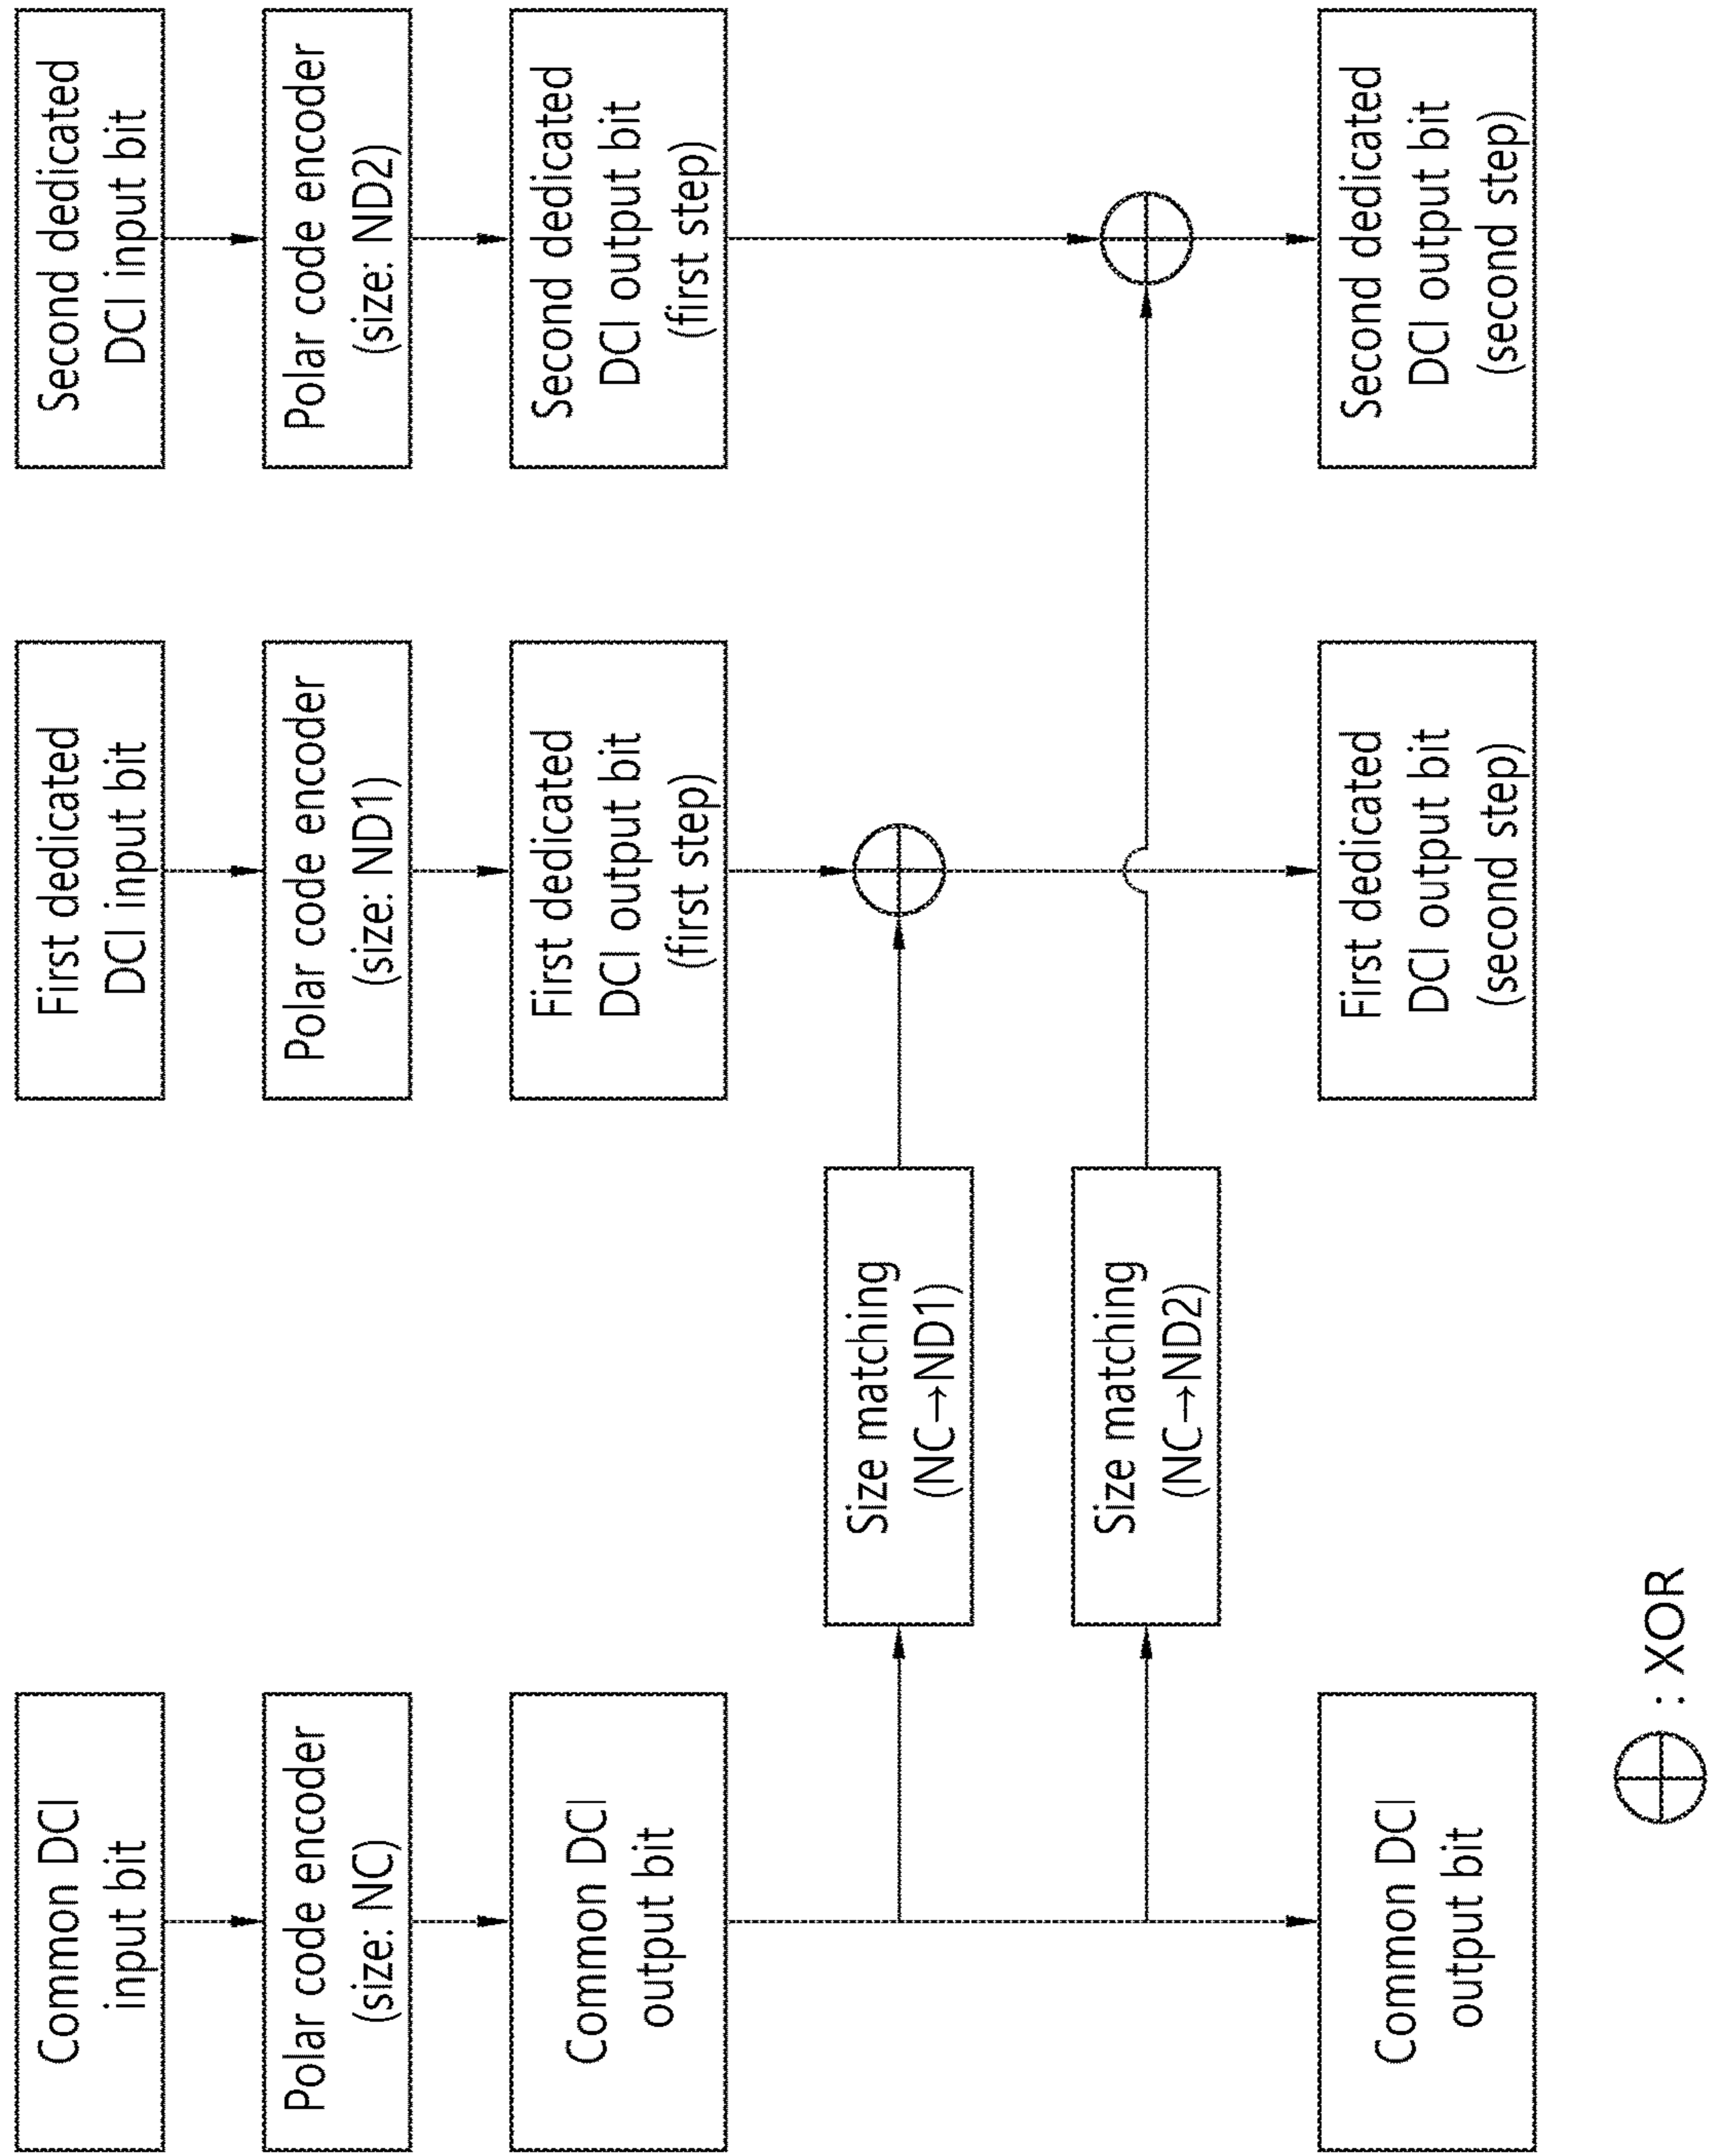 Common DCI
input bit
Polar code encoder
(size: NC)
Common DCI
output bit
Common DCI
output bit
Size matching
(NC→ND1)
Size matching
(NC→ND2)
First dedicated
DCI input bit
Polar code encoder
(size: ND1)
First dedicated
DCI output bit
(first step)
First dedicated
DCI output bit
(second step)
Second dedicated
DCI input bit
Polar code encoder
(size: ND2)
Second dedicated
DCI output bit
(first step)
Second dedicated
DCI output bit
(second step)
: XOR